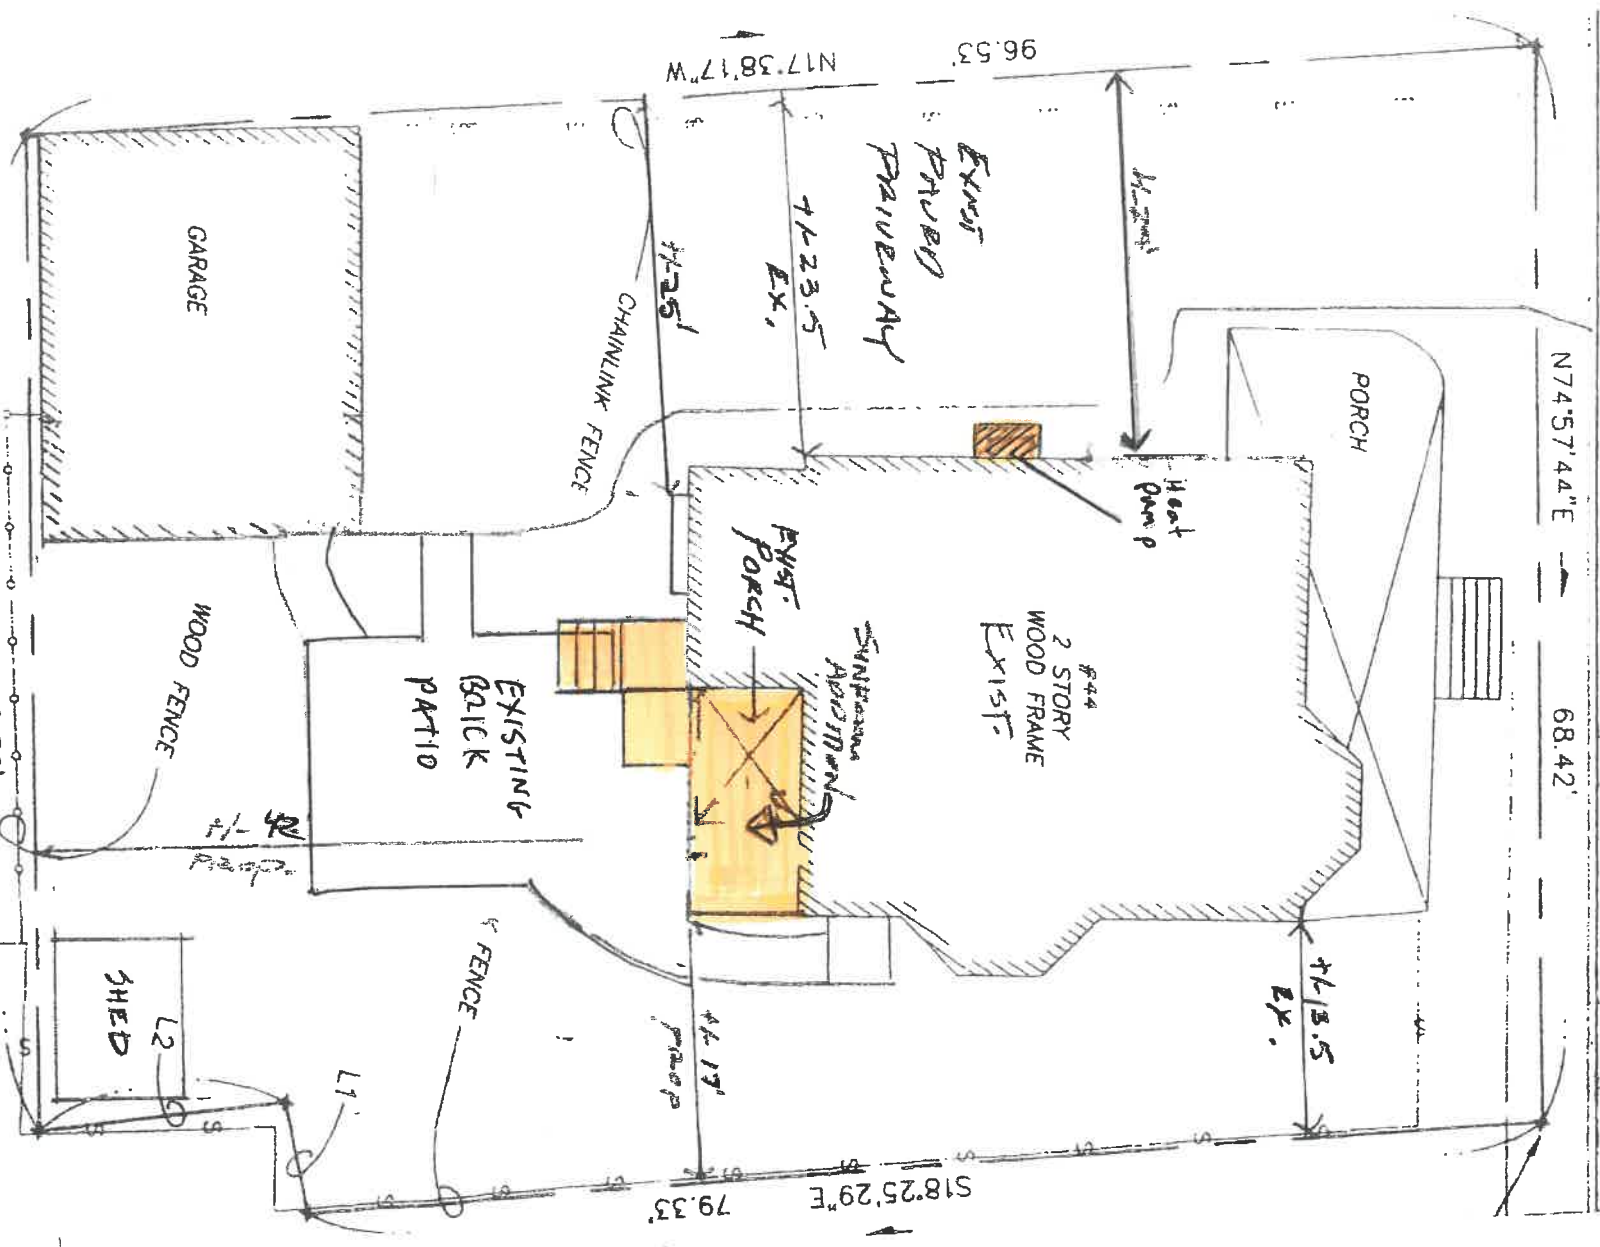 N17°38'17"W
96.53'
EXIST
PAVED
DRIVEWAY
+/-23.5
EX.
+/-25'
CHAINLINK FENCE
GARAGE
N74°57'44"E
68.42'
PORCH
Heat
Pump
#44
2 STORY
WOOD FRAME
EXIST
EXIST.
PORCH
SUNROOM
ADDITION
EXISTING
BRICK
PATIO
WOOD FENCE
+/-
PROP.
SHED
L2
L1
FENCE
+/- 17'
PROP
+/-13.5
EX.
S
79.33'
S18°25'29"E